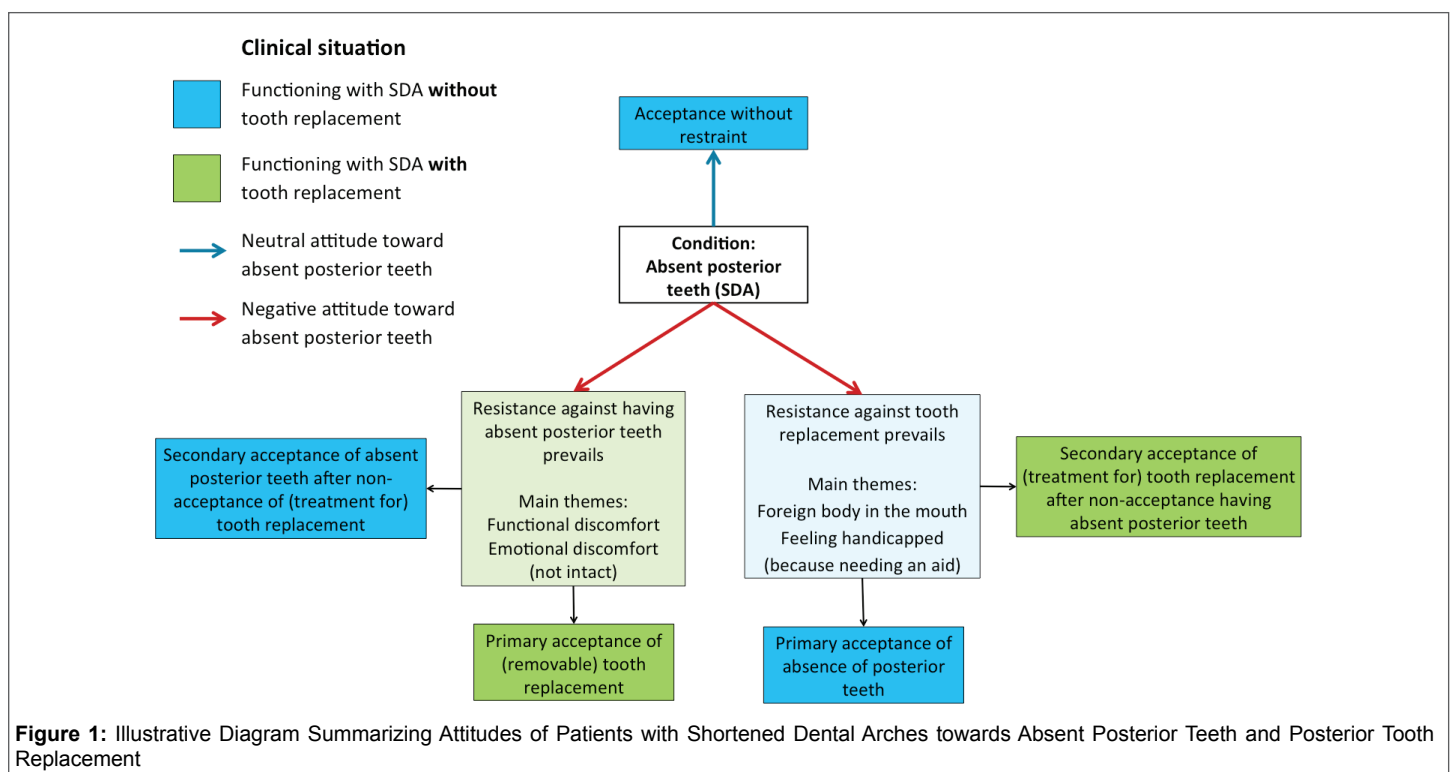 Clinical situation
Functioning with SDA without
tooth replacement
Functioning with SDA with
tooth replacement
Neutral attitude toward
absent posterior teeth
Negative attitude toward
absent posterior teeth
Acceptance without
restraint
Condition:
Absent posterior
teeth (SDA)
Resistance against having
absent posterior teeth
prevails
Main themes:
Functional discomfort
Emotional discomfort
(not intact)
Resistance against tooth
replacement prevails
Main themes:
Foreign body in the mouth
Feeling handicapped
(because needing an aid)
Secondary acceptance of absent
posterior teeth after non-
acceptance of (treatment for)
tooth replacement
Secondary acceptance of
(treatment for) tooth replacement
after non-acceptance having
absent posterior teeth
Primary acceptance of
(removable) tooth
replacement
Primary acceptance of
absence of posterior
teeth
Figure 1: Illustrative Diagram Summarizing Attitudes of Patients with Shortened Dental Arches towards Absent Posterior Teeth and Posterior Tooth
Replacement